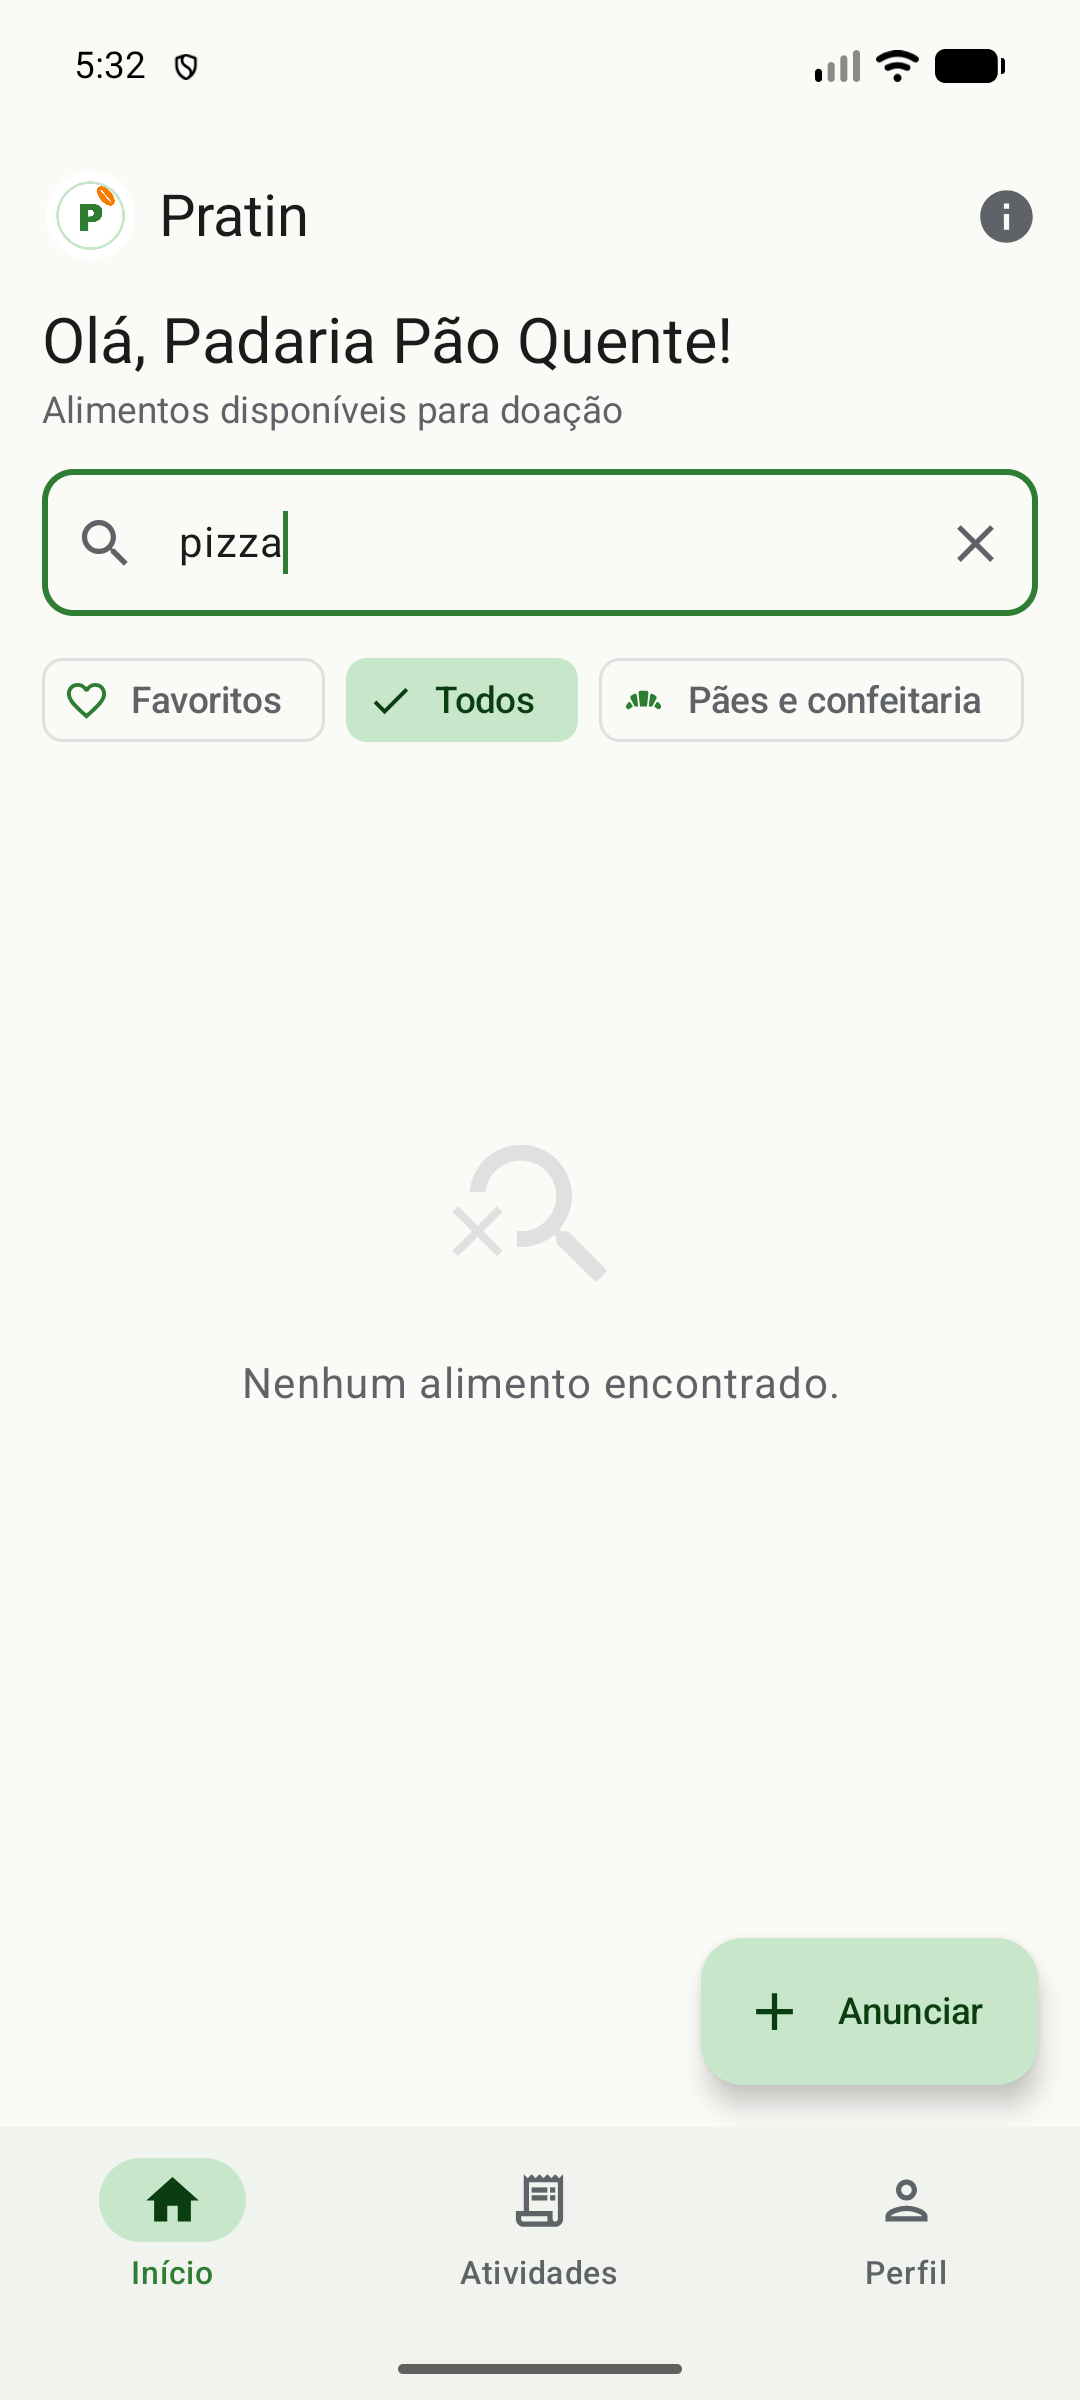 5:32
P
Pratin
Olá, Padaria Pão Quente!
Alimentos disponíveis para doação
pizza
Favoritos
Todos
Pães e confeitaria
Nenhum alimento encontrado.
Anunciar
Início
Atividades
Perfil